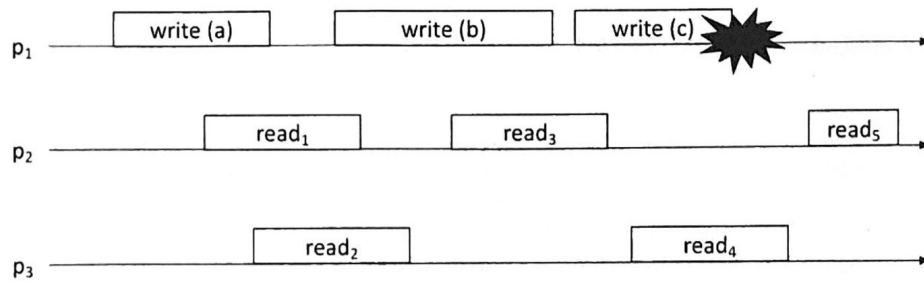 write (a) write (b) write (c)
p₁
read₁ read₃ read₅
p₂
read₂ read₄
p₃